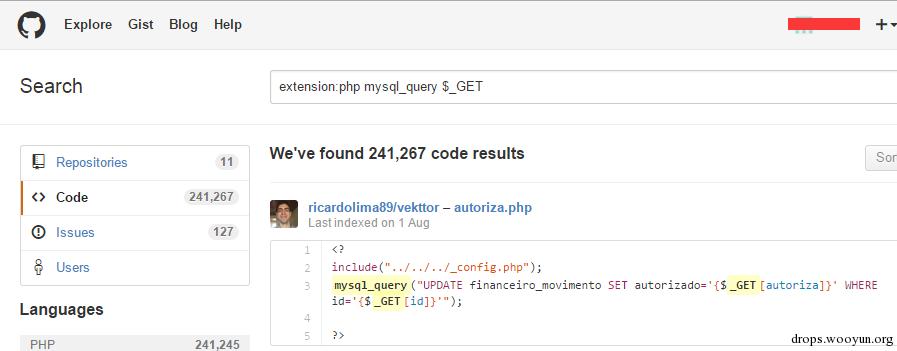 Explore Gist Blog Help
Search
extension:php mysql_query $_GET
Repositories 11
Code 241,267
Issues 127
Users
Languages
PHP 241,245
We've found 241,267 code results
ricardolima89/vekttor – autoriza.php
Last indexed on 1 Aug
1 <?
2 include("../../../_config.php");
3 mysql_query("UPDATE financeiro_movimento SET autorizado='{$_GET[autoriza]}' WHERE
id='{$_GET[id]}'");
4
5 ?>
drops.wooyun.org